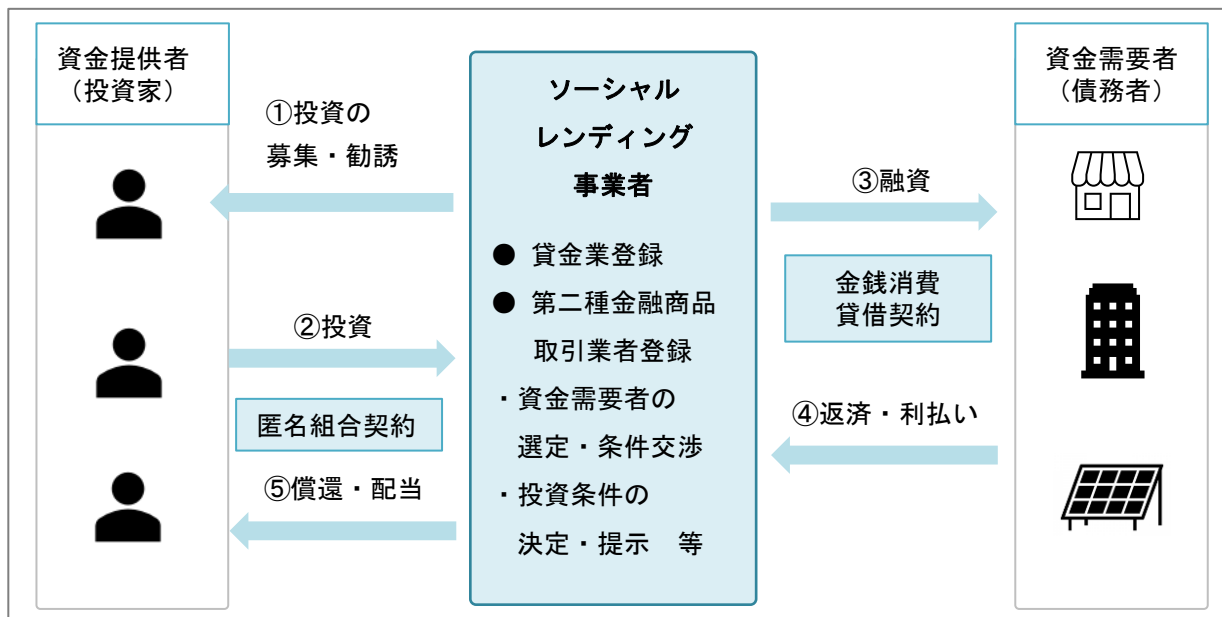 資金提供者
（投資家）
①投資の
募集・勧誘
②投資
匿名組合契約
⑤償還・配当
ソーシャル
レンディング
事業者
● 貸金業登録
● 第二種金融商品
取引業者登録
・資金需要者の
選定・条件交渉
・投資条件の
決定・提示　等
③融資
金銭消費
貸借契約
④返済・利払い
資金需要者
（債務者）